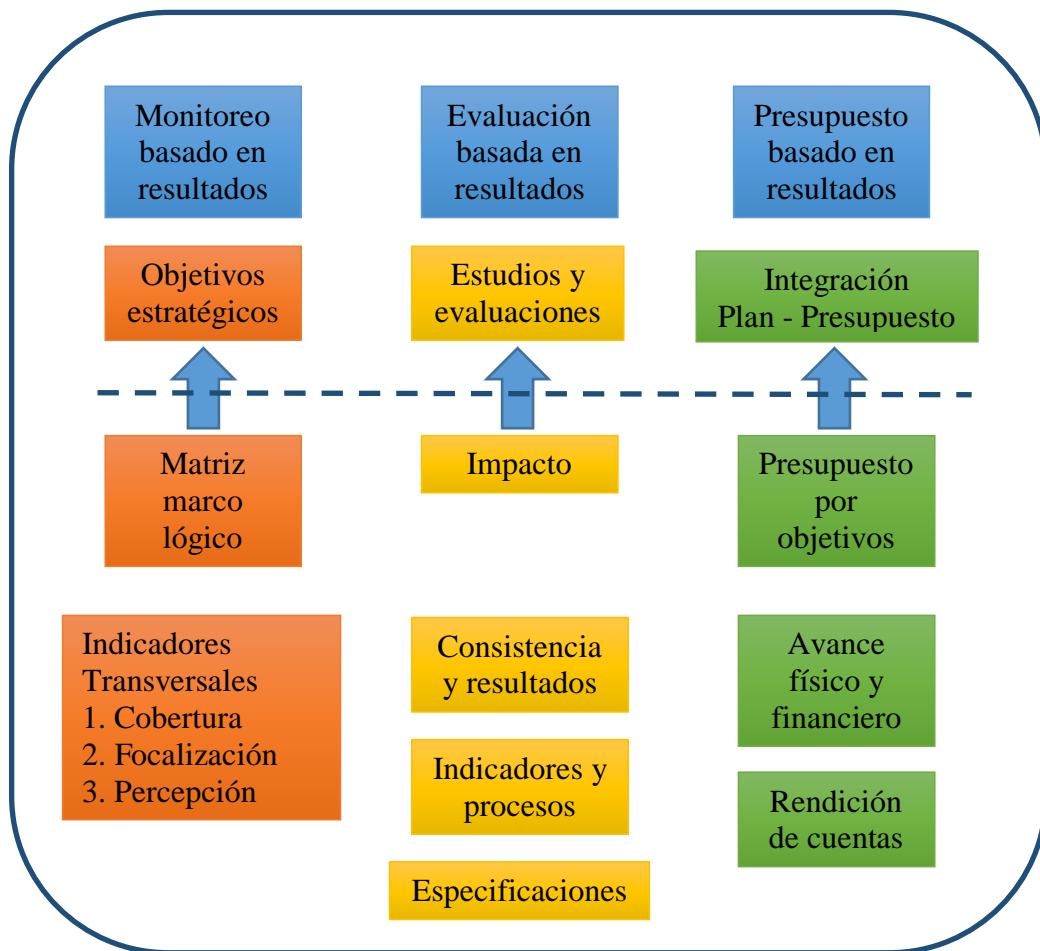 Monitoreo
basado en
resultados
Evaluación
basada en
resultados
Presupuesto
basado en
resultados
Objetivos
estratégicos
Estudios y
evaluaciones
Integración
Plan - Presupuesto
Matriz
marco
lógico
Impacto
Presupuesto
por
objetivos
Indicadores
Transversales
1. Cobertura
2. Focalización
3. Percepción
Consistencia
y resultados
Avance
físico y
financiero
Indicadores y
procesos
Rendición
de cuentas
Especificaciones